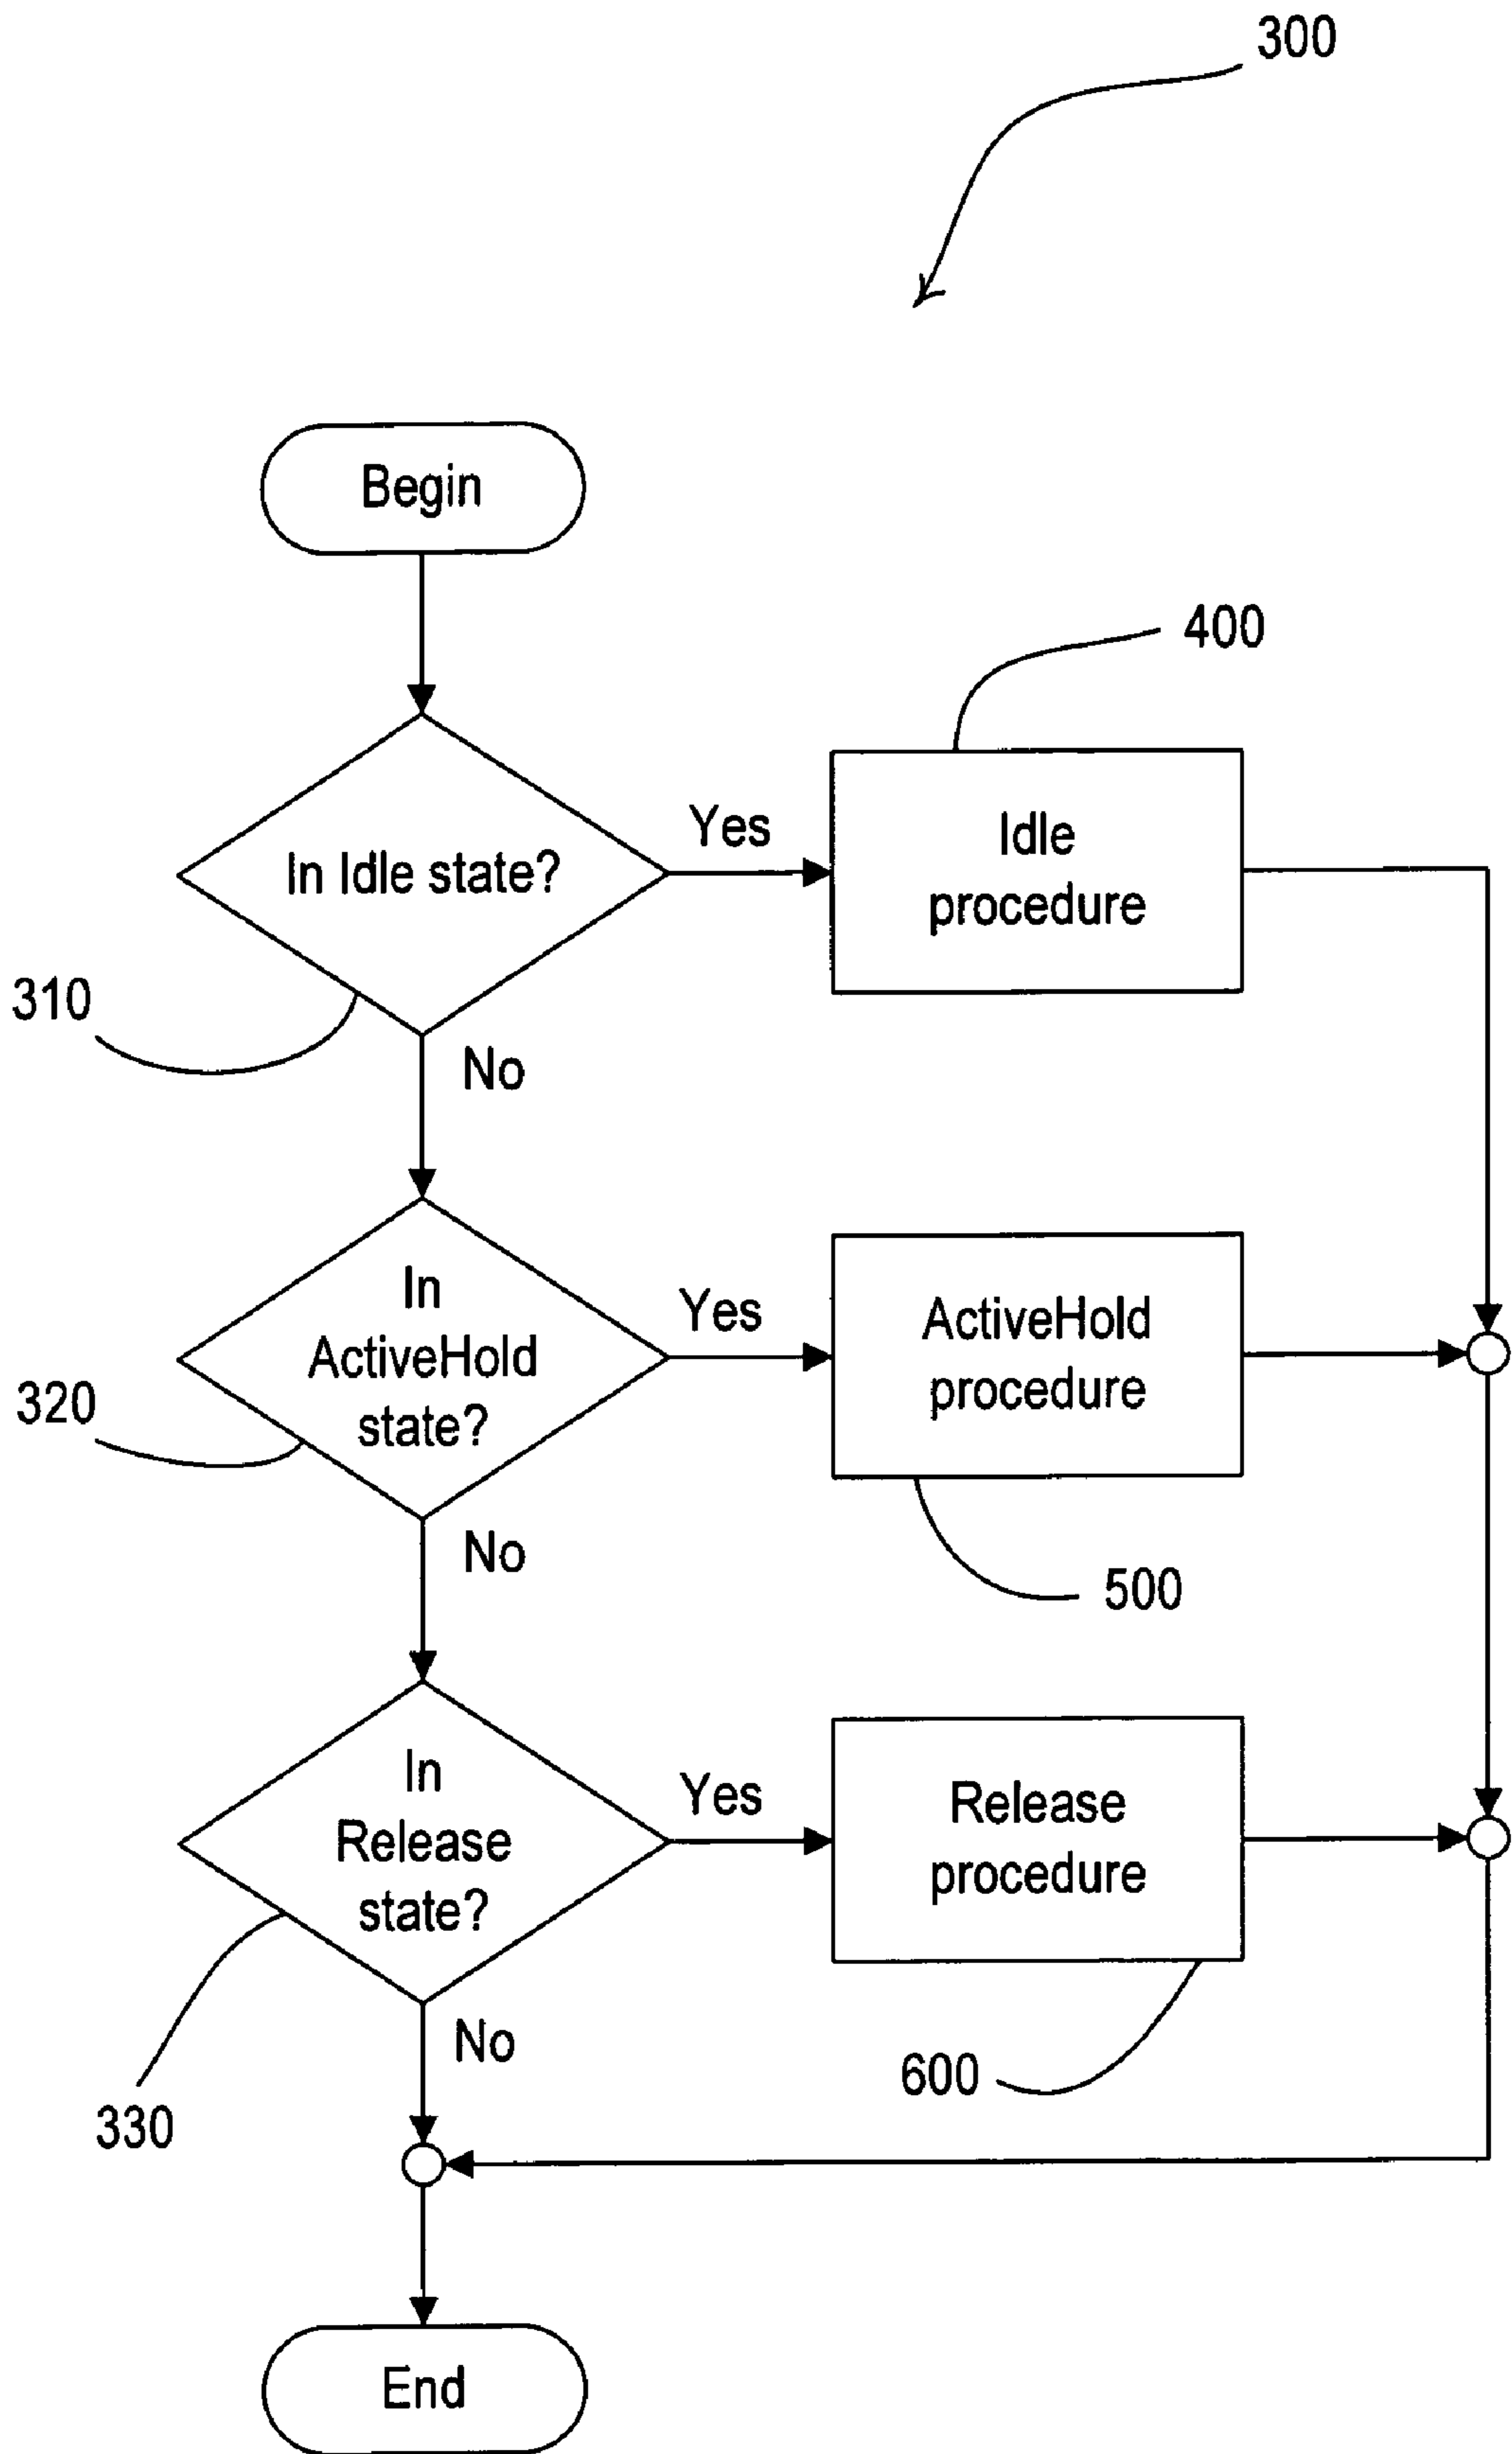 300
Begin
400
Yes
Idle
procedure
In Idle state?
310
No
In
ActiveHold
state?
Yes
ActiveHold
procedure
320
No
500
In
Release
state?
Yes
Release
procedure
330
No
600
End